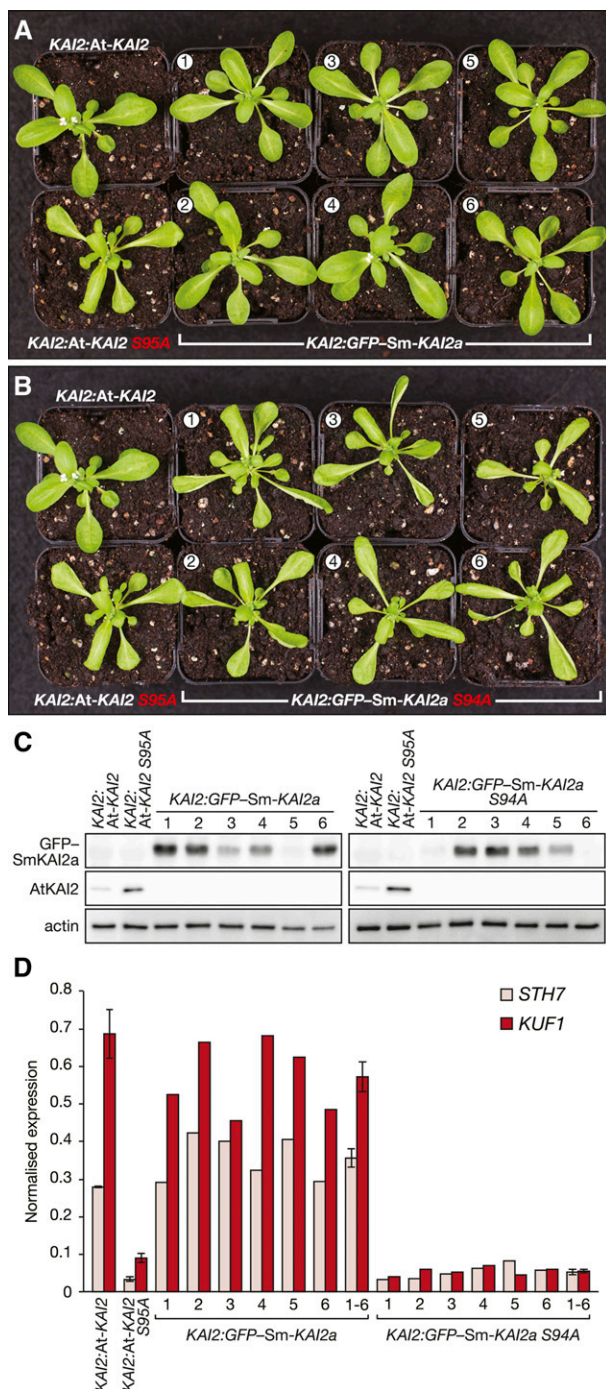 A
KAI2:At-KAI2
1
3
5
2
4
6
KAI2:At-KAI2 S95A
KAI2:GFP–Sm-KAI2a
B
KAI2:At-KAI2
1
3
5
2
4
6
KAI2:At-KAI2 S95A
KAI2:GFP–Sm-KAI2a S94A
C
KAI2:
At-KAI2
KAI2:
At-KAI2 S95A
KAI2:GFP–Sm-KAI2a
1 2 3 4 5 6
KAI2:
At-KAI2
KAI2:
At-KAI2 S95A
KAI2:GFP–Sm-KAI2a
S94A
1 2 3 4 5 6
GFP–
SmKAI2a
AtKAI2
actin
D
STH7
KUF1
Normalised expression
0.8
0.7
0.6
0.5
0.4
0.3
0.2
0.1
0
KAI2:At-KAI2
KAI2:At-KAI2
S95A
1 2 3 4 5 6 1-6
KAI2:GFP–Sm-KAI2a
1 2 3 4 5 6 1-6
KAI2:GFP–Sm-KAI2a S94A